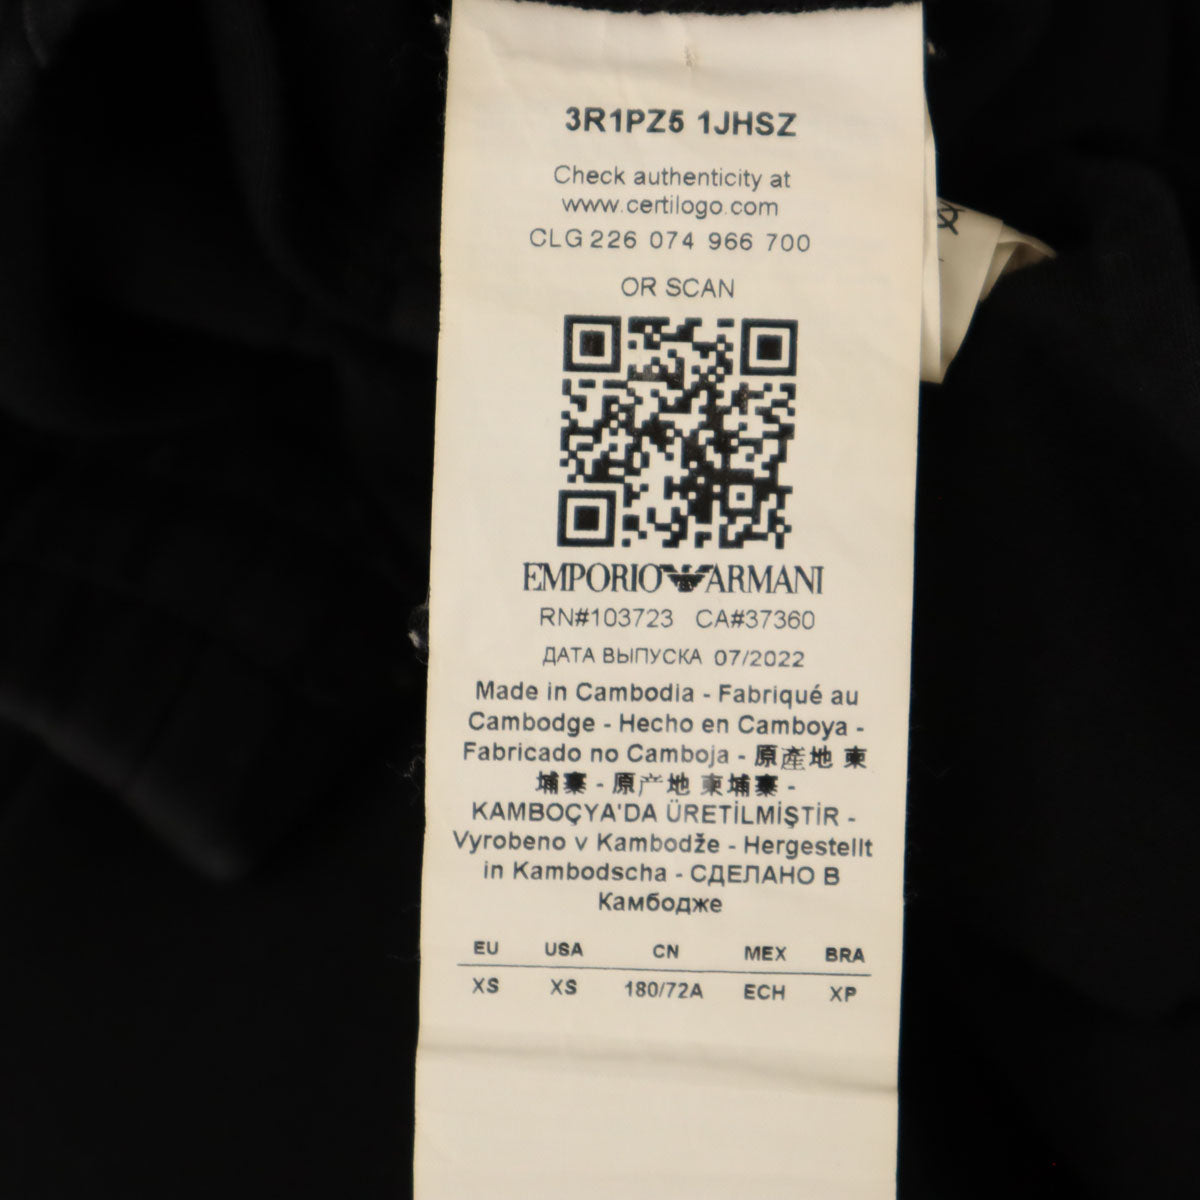 3R1PZ5 1JHSZ
Check authenticity at
www.certilogo.com
CLG 226 074 966 700
OR SCAN
EMPORIO ARMANI
RN#103723 CA#37360
ДАТА ВЫПУСКА 07/2022
Made in Cambodia - Fabriqué au
Cambodge - Hecho en Camboya -
Fabricado no Camboja - 原產地 柬
埔寨 - 原产地 柬埔寨 -
KAMBOÇYA'DA ÜRETİLMİŞTİR -
Vyrobeno v Kambodže - Hergestellt
in Kambodscha - СДЕЛАНО В
Камбодже
EU USA CN MEX BRA
XS XS 180/72A ECH XP